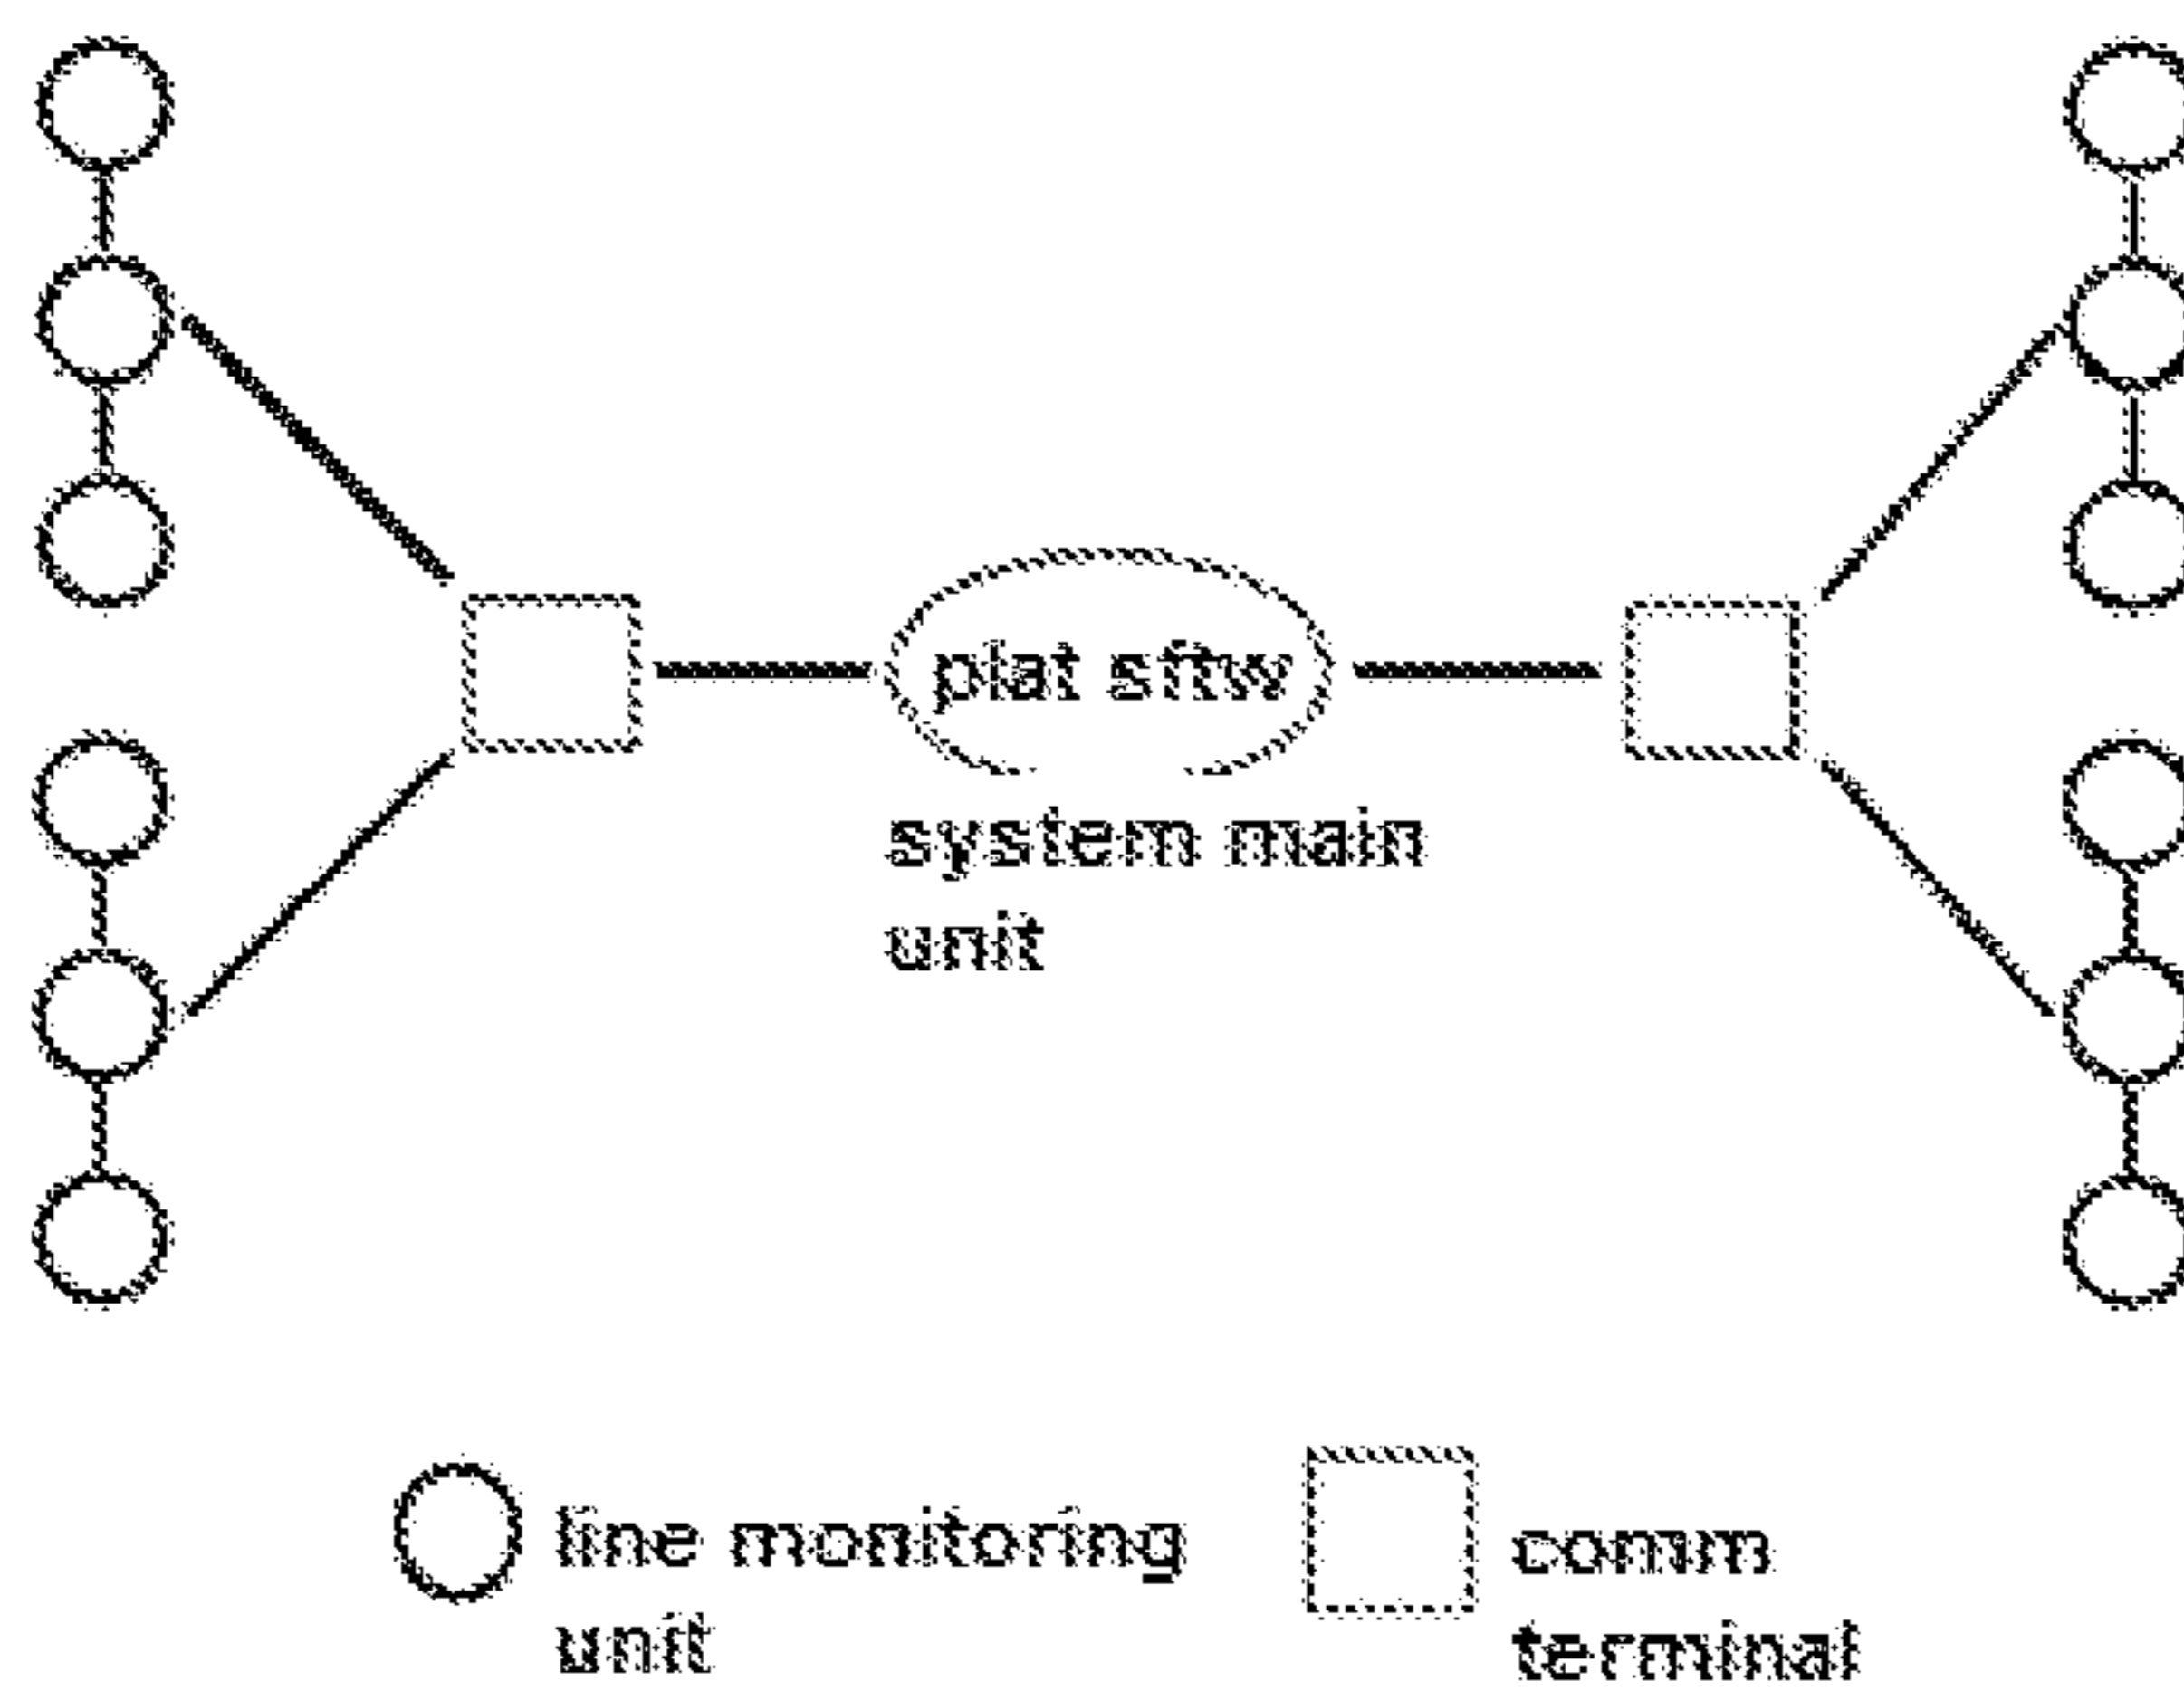 plat sftw
system main
unit
line monitoring
unit
comm
terminal